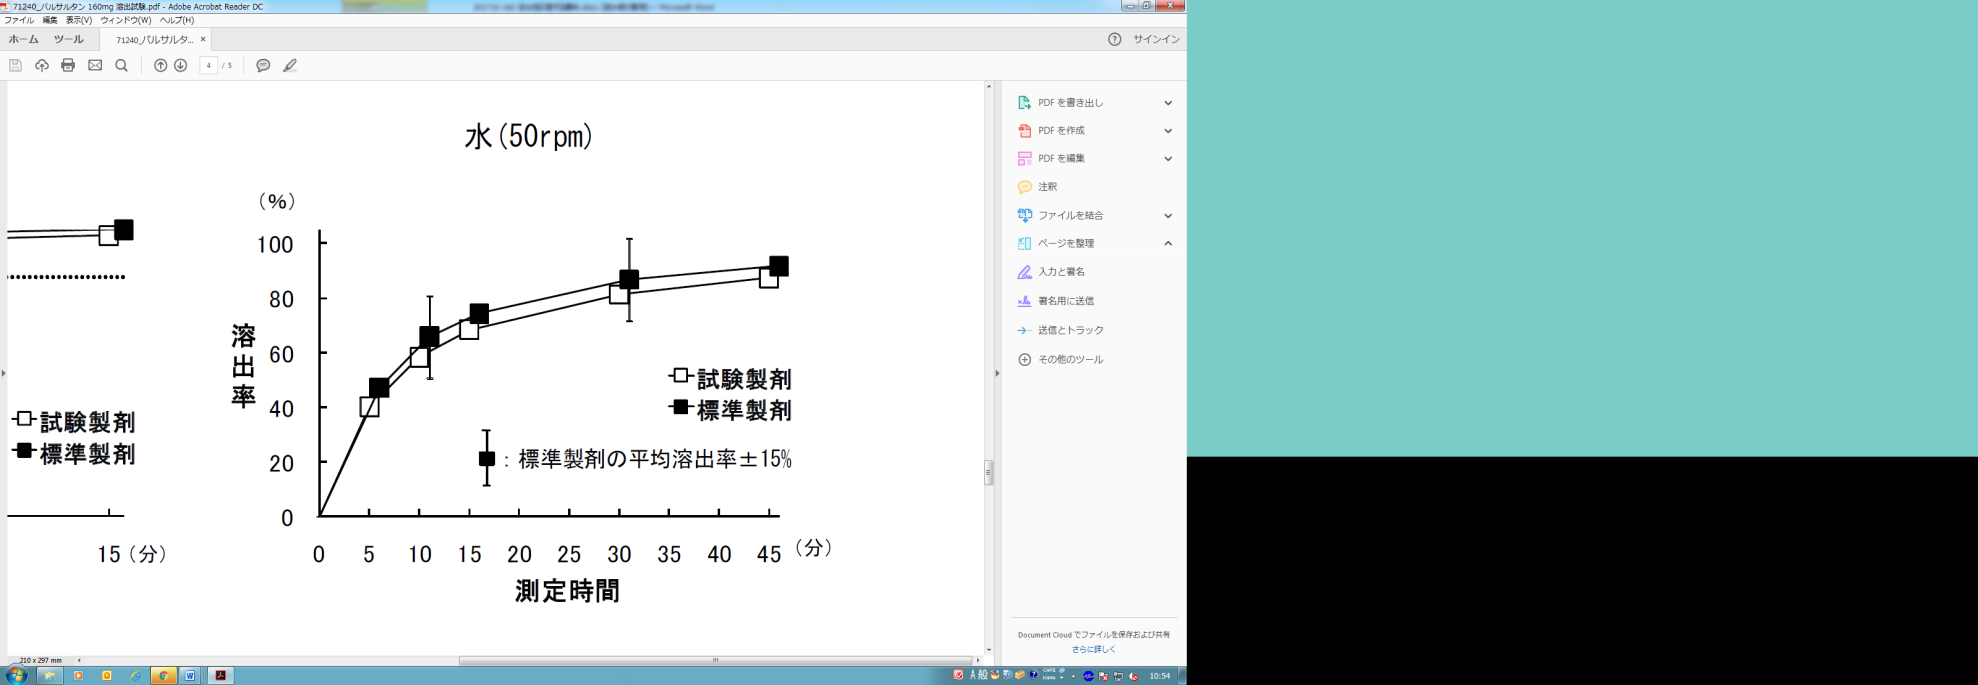 71240_バルサルタン 160mg 溶出試験.pdf - Adobe Acrobat Reader DC
ファイル 編集 表示(V) ウィンドウ(W) ヘルプ(H)
ホーム ツール 71240_バルサルタ... × サインイン
4 / 5
水(50rpm)
(%)
100
80
60
40
20
0
溶出率
0 5 10 15 20 25 30 35 40 45 (分)
測定時間
試験製剤
標準製剤
: 標準製剤の平均溶出率±15%
試験製剤
標準製剤
15(分)
PDF を書き出し
PDF を作成
PDF を編集
注釈
ファイルを結合
ページを整理
入力と署名
署名用に送信
送信とトラック
その他のツール
Document Cloud でファイルを保存および共有
さらに詳しく
210 x 297 mm
A 般
CAPS
KANA
10:54